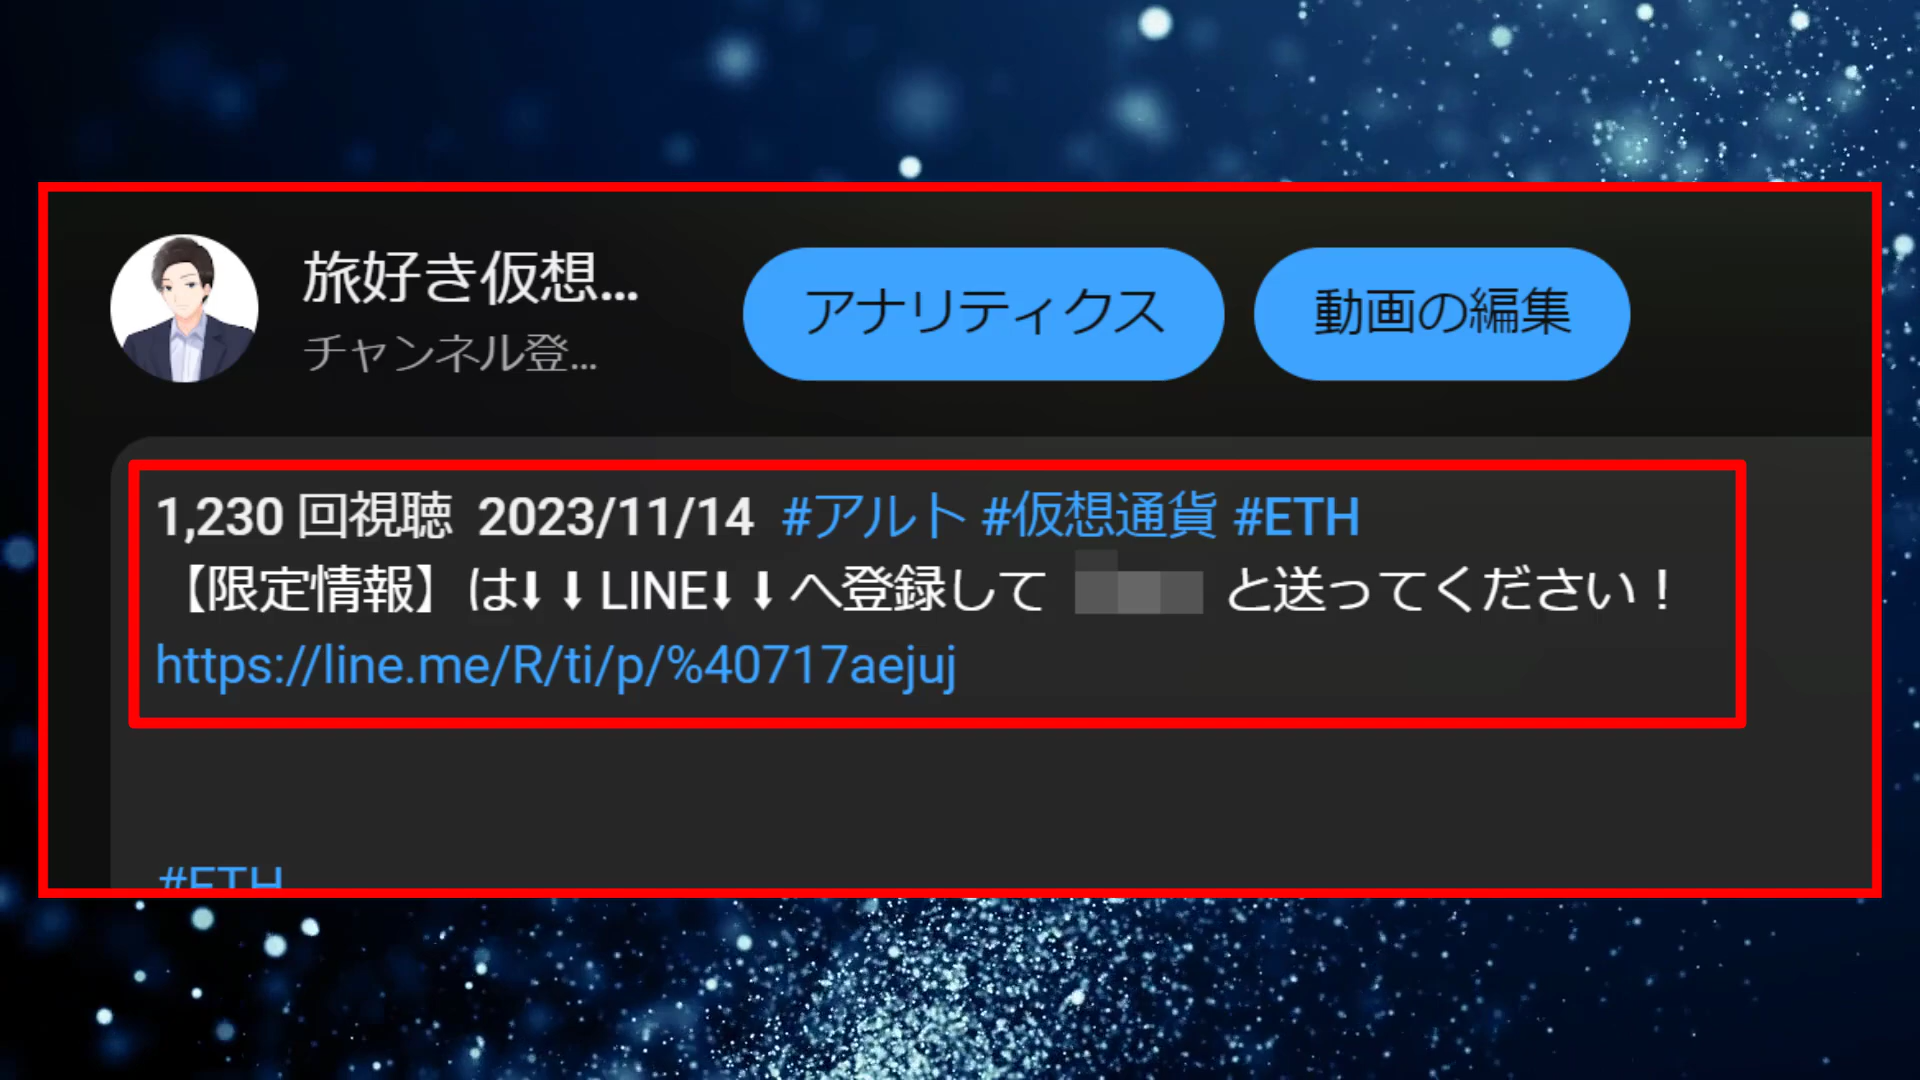 旅好き仮想...
チャンネル登...
アナリティクス
動画の編集
1,230 回視聴 2023/11/14 #アルト #仮想通貨 #ETH
【限定情報】は⬇⬇LINE⬇⬇へ登録して と送ってください！
https://line.me/R/ti/p/%40717aejuj
#ETH